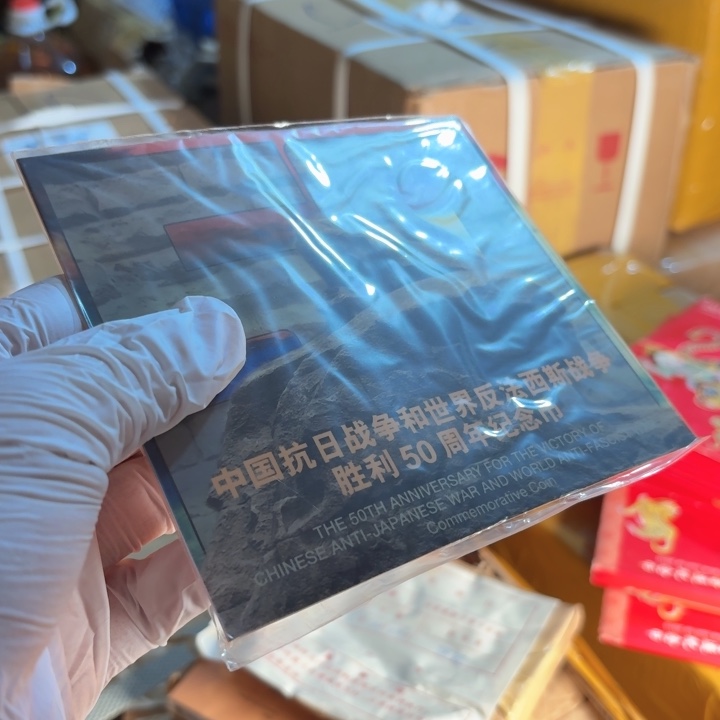 中国抗日战争和世界反法西斯战争
胜利50周年纪念币
THE 50TH ANNIVERSARY FOR THE VICTORY OF
CHINESE ANTI-JAPANESE WAR AND WORLD ANTI-FASCIST
Commemorative Coin